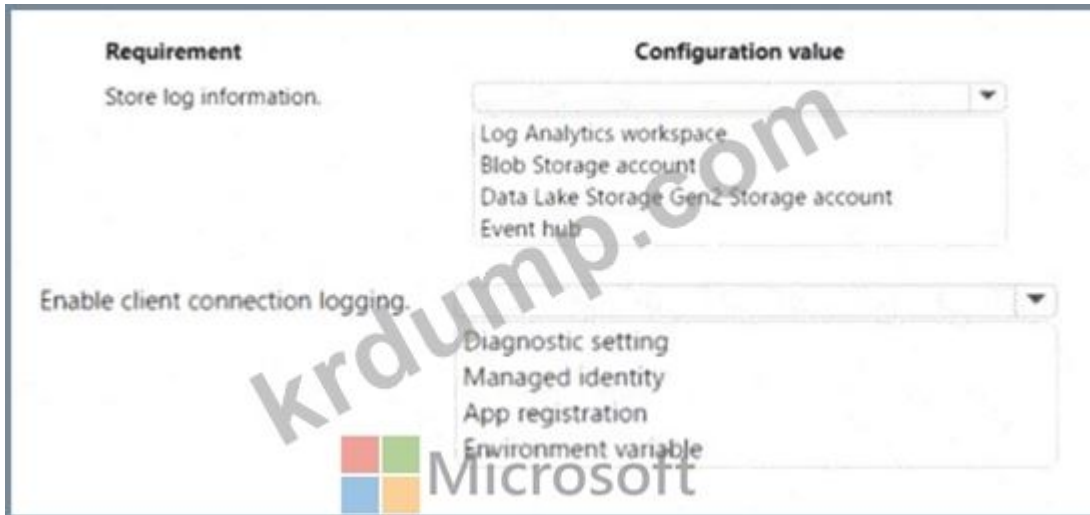 Requirement Configuration value
Store log information.
Log Analytics workspace
Blob Storage account
Data Lake Storage Gen2 Storage account
Event hub
Enable client connection logging.
Diagnostic setting
Managed identity
App registration
Environment variable
krdump.com
Microsoft